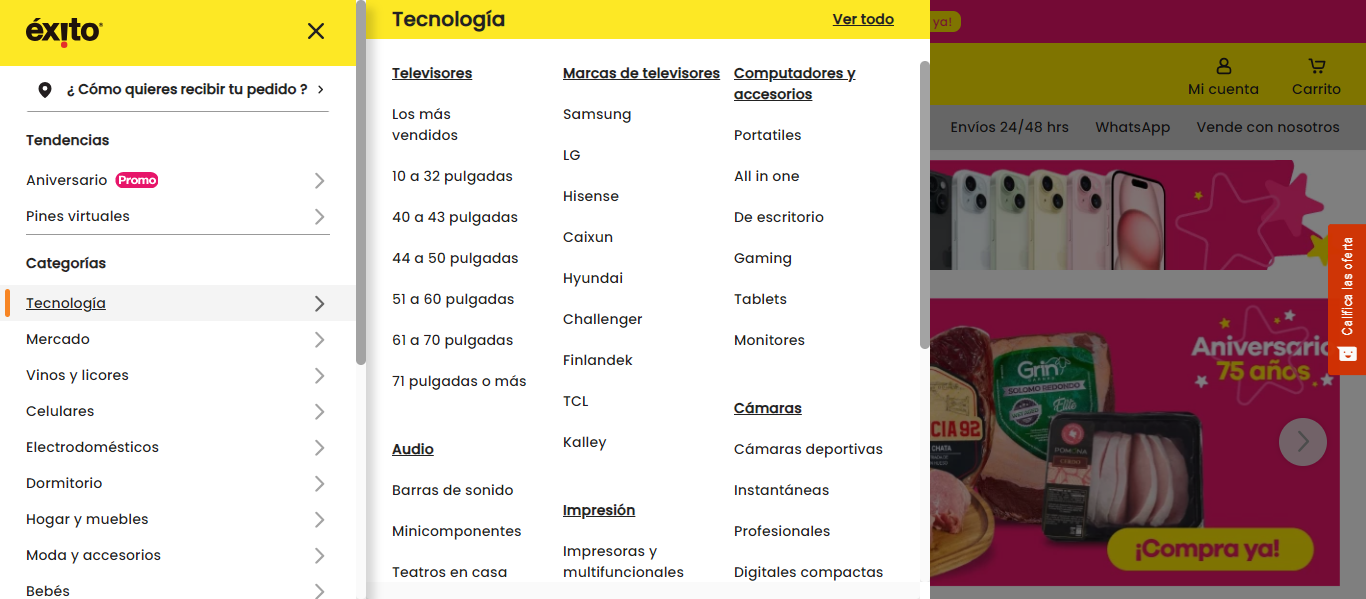 éxito
¿ Cómo quieres recibir tu pedido ?
Tendencias
Aniversario Promo
Pines virtuales
Categorías
Tecnología
Mercado
Vinos y licores
Celulares
Electrodomésticos
Dormitorio
Hogar y muebles
Moda y accesorios
Bebés
Tecnología
Ver todo
Televisores
Los más
vendidos
10 a 32 pulgadas
40 a 43 pulgadas
44 a 50 pulgadas
51 a 60 pulgadas
61 a 70 pulgadas
71 pulgadas o más
Audio
Barras de sonido
Minicomponentes
Teatros en casa
Marcas de televisores
Samsung
LG
Hisense
Caixun
Hyundai
Challenger
Finlandek
TCL
Kalley
Impresión
Impresoras y
multifuncionales
Computadores y
accesorios
Portatiles
All in one
De escritorio
Gaming
Tablets
Monitores
Cámaras
Cámaras deportivas
Instantáneas
Profesionales
Digitales compactas
ya!
Mi cuenta
Carrito
Envíos 24/48 hrs
WhatsApp
Vende con nosotros
Califica las oferta
Aniversario
75 años
Grin
SOLOMO REDONDO
CIA 92
CHATA
POMONA
CERDO
¡Compra ya!